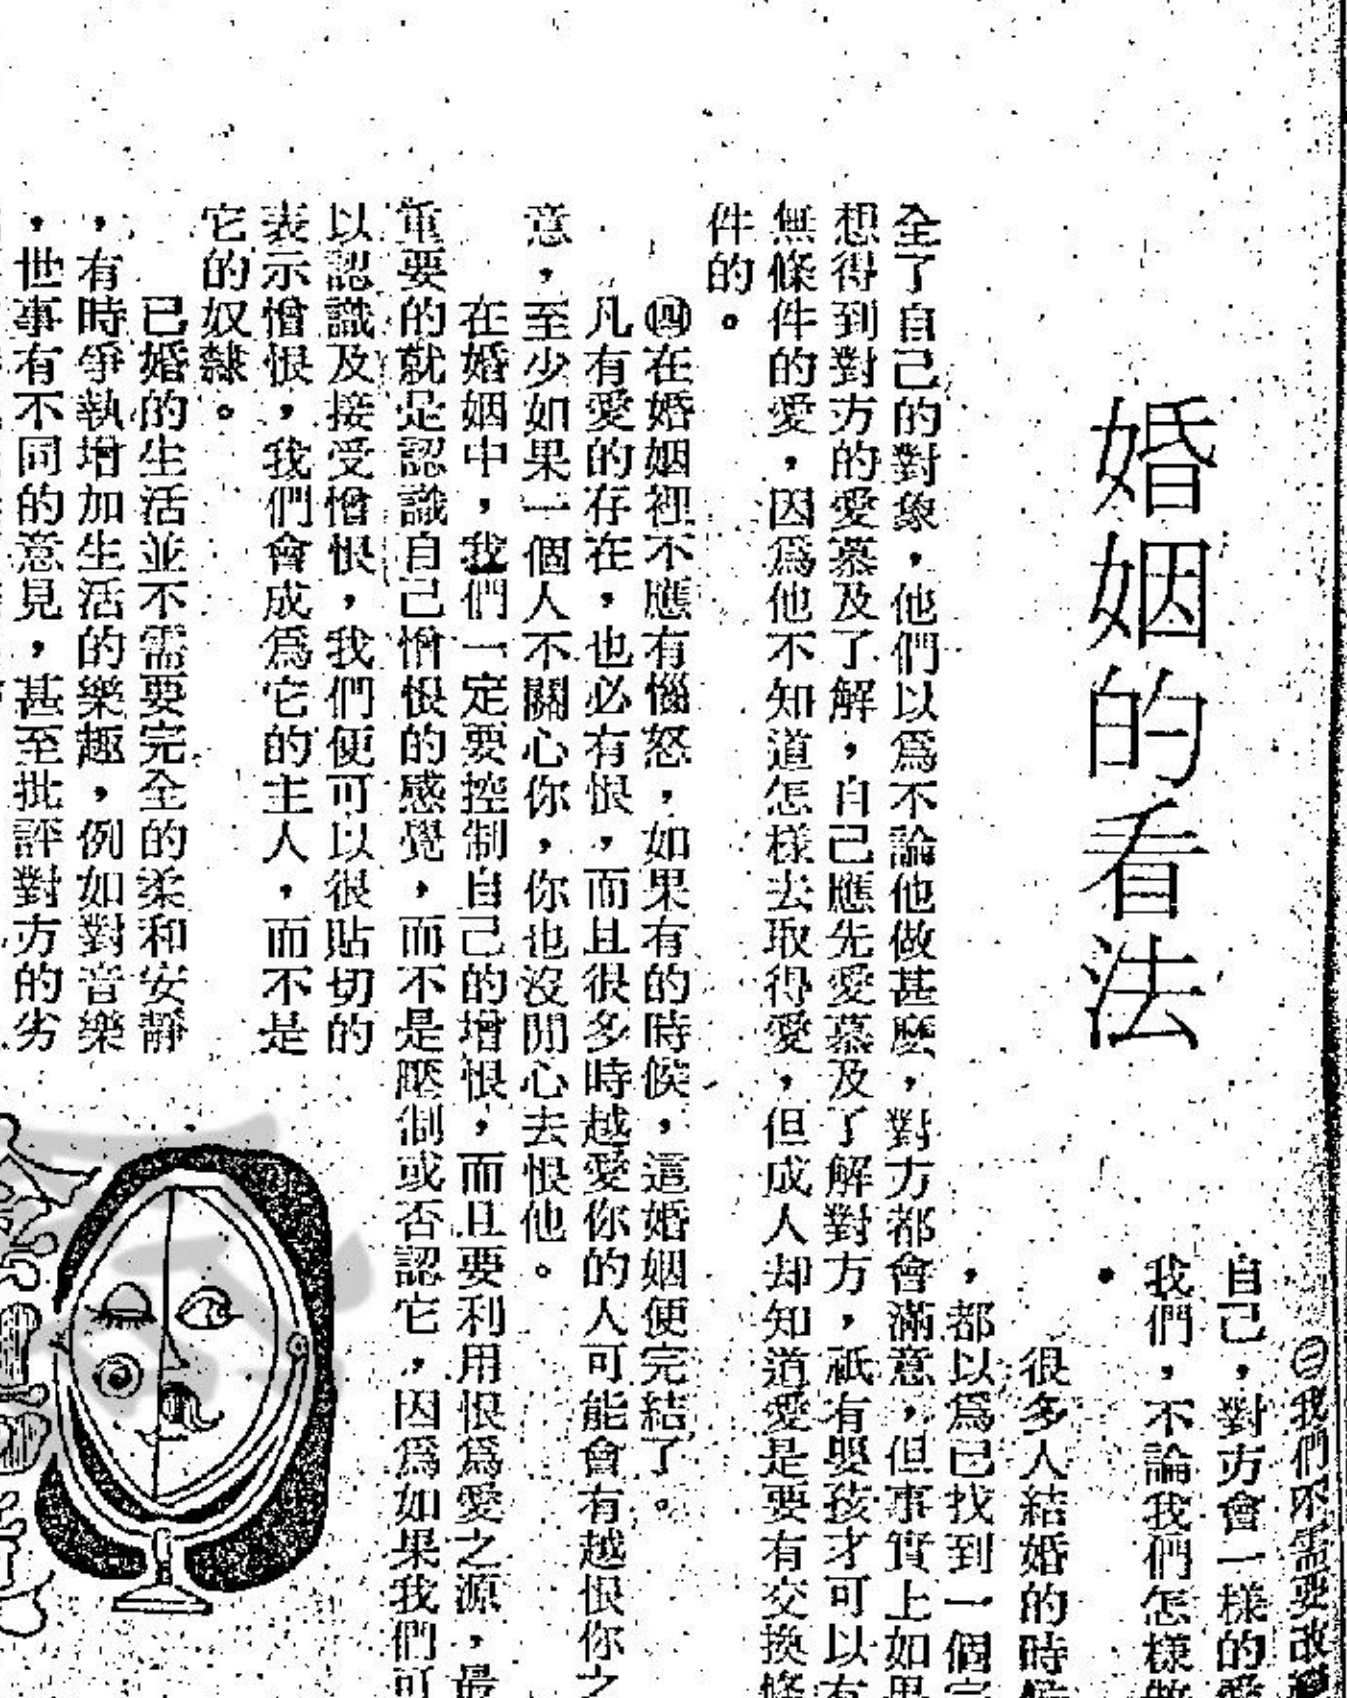 ㊂我們不需要改變
自己，對方會一樣的愛
我們，不論我們怎樣做
。
婚姻的看法
很多人結婚的時候
，都以為已找到一個完
全了自己的對象，他們以為不論他做甚麼，對方都會滿意，但事實上如果
想得到對方的愛慕及了解，自己應先愛慕及了解對方，祇有嬰孩才可以有
無條件的愛，因為他不知道怎樣去取得愛，但成人却知道愛是要有交換條
件的。
㊃在婚姻裡不應有惱怒，如果有的時候，這婚姻便完結了。
凡有愛的存在，也必有恨，而且很多時越愛你的人可能會有越恨你之
意，至少如果一個人不關心你，你也沒閒心去恨他。
在婚姻中，我們一定要控制自己的增恨，而且要利用恨為愛之源，最
重要的就是認識自己憎恨的感覺，而不是壓制或否認它，因為如果我們可
以認識及接受憎恨，我們便可以很貼切的
表示憎恨，我們會成為它的主人，而不是
它的奴隸。
已婚的生活並不需要完全的柔和安靜
，有時爭執增加生活的樂趣，例如對音樂
，世事有不同的意見，甚至批評對方的劣